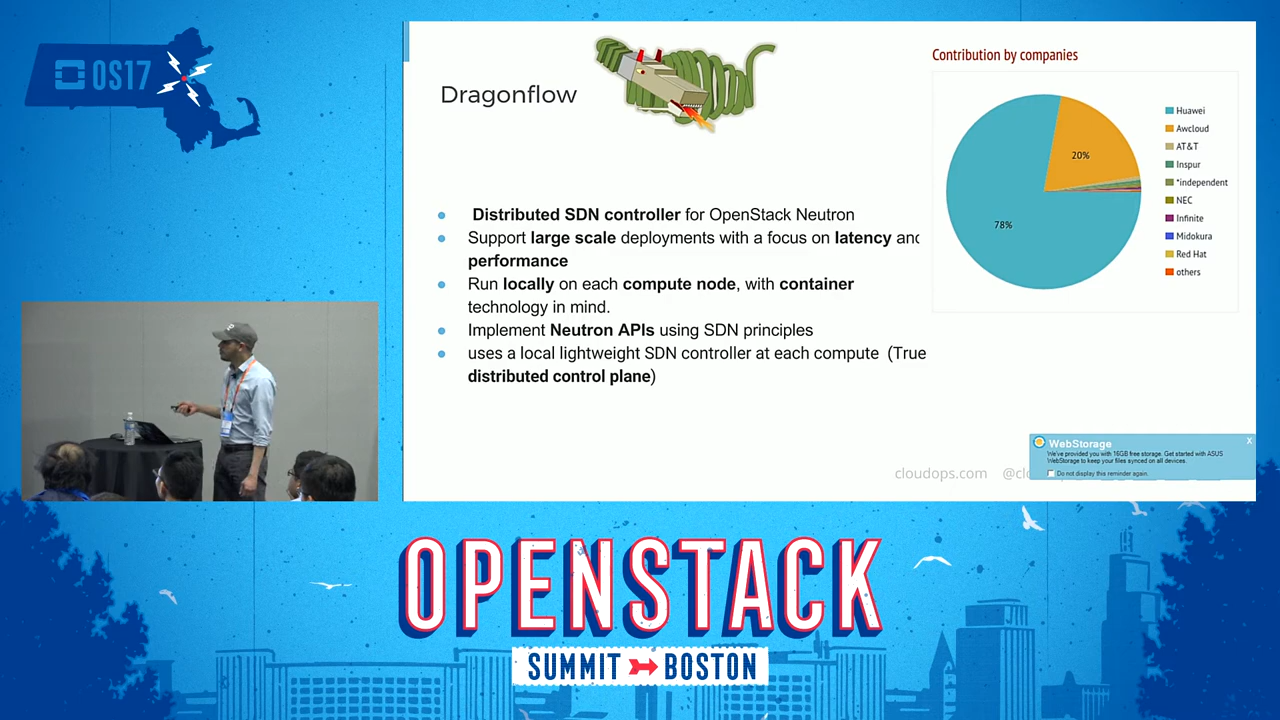 OS17
Dragonflow
Distributed SDN controller for OpenStack Neutron
Support large scale deployments with a focus on latency and
performance
Run locally on each compute node, with container
technology in mind.
Implement Neutron APIs using SDN principles
uses a local lightweight SDN controller at each compute (True
distributed control plane)
Contribution by companies
20%
78%
Huawei
Awcloud
AT&T
Inspur
*independent
NEC
Infinite
Midokura
Red Hat
others
WebStorage
X
We've provided you with 16GB free storage. Get started with ASUS
WebStorage to keep your files synced on all devices.
Do not display this reminder again.
cloudops.com @clo
OPENSTACK
SUMMIT BOSTON